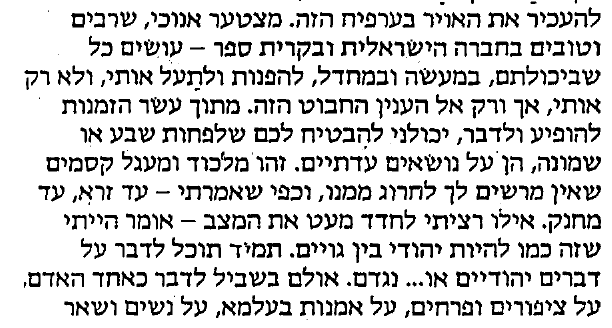 להעכיר את האויר בערפיח הזה. מצטער אנוכי, שרבים
וטובים בחברה הישראלית ובקרית ספר – עושים כל
שביכולתם, במעשה ובמחדל, להפנות ולתעל אותי, ולא רק
אותי, אך ורק אל הענין החבוט הזה. מתוך עשר הזמנות
להופיע ולדבר, יכולני להבטיח לכם שלפחות שבע או
שמונה, הן על נושאים עדתיים. זהו מלכוד ומעגל קסמים
שאין מרשים לך לחרוג ממנו, וכפי שאמרתי – עד זרא, עד
מחנק. אילו רציתי לחדד מעט את המצב – אומר הייתי
שזה כמו להיות יהודי בין גויים. תמיד תוכל לדבר על
דברים יהודיים או... נגדם. אולם בשביל לדבר כאחד האדם,
על ציפורים ופרחים, על אמנות בעלמא, על נשים ושאר